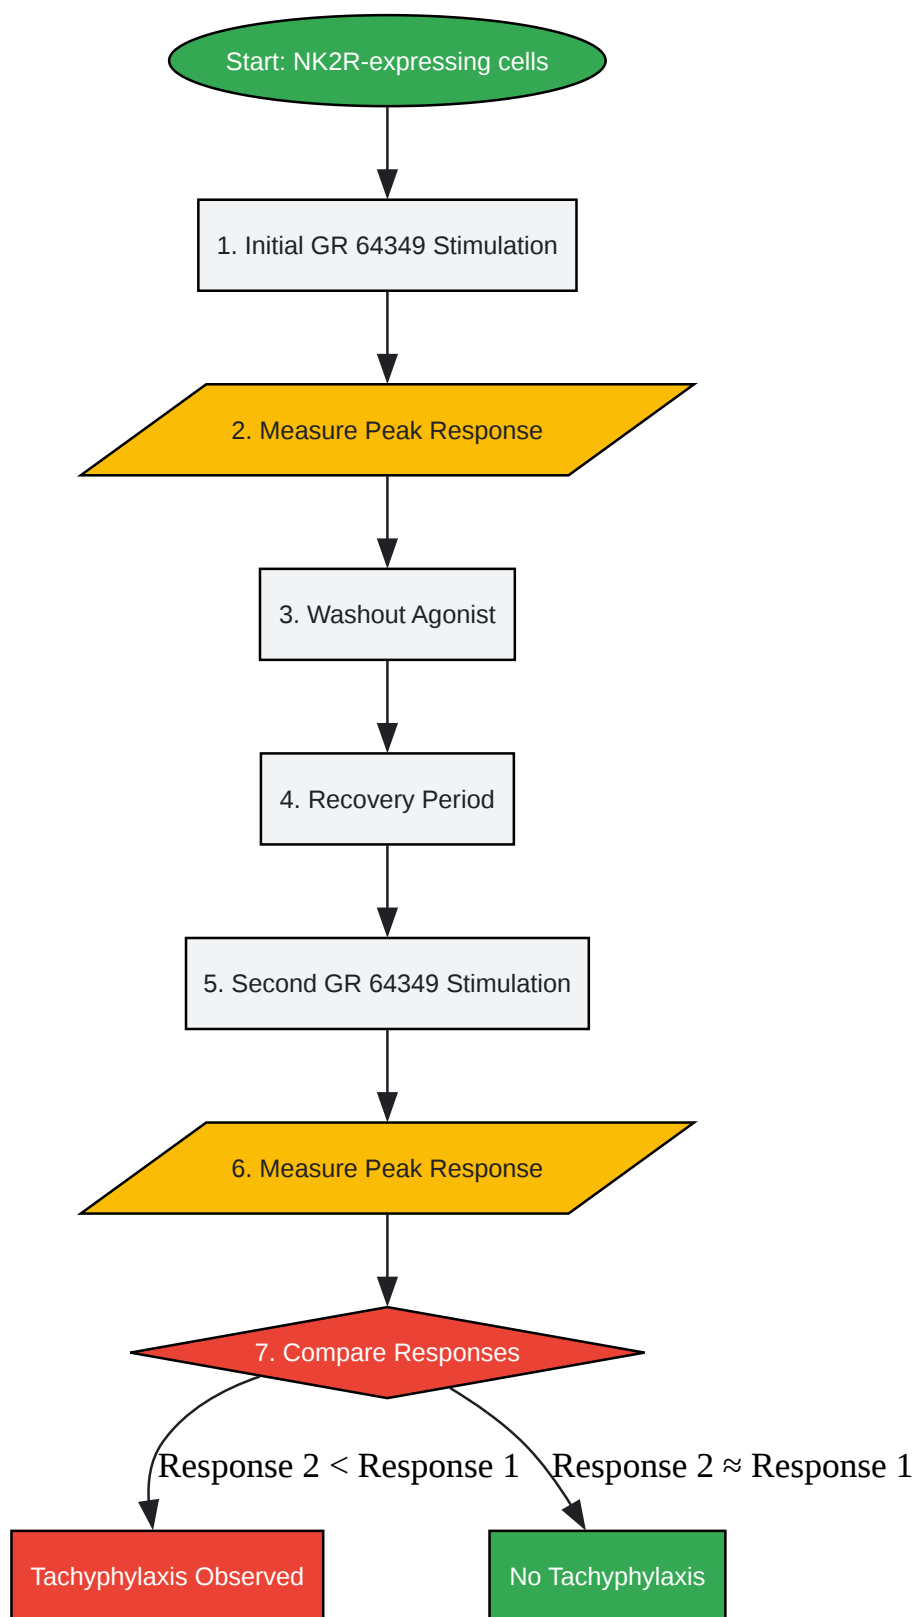 Start: NK2R-expressing cells
1. Initial GR 64349 Stimulation
2. Measure Peak Response
3. Washout Agonist
4. Recovery Period
5. Second GR 64349 Stimulation
6. Measure Peak Response
7. Compare Responses
Response 2 < Response 1
Response 2 ≈ Response 1
Tachyphylaxis Observed
No Tachyphylaxis